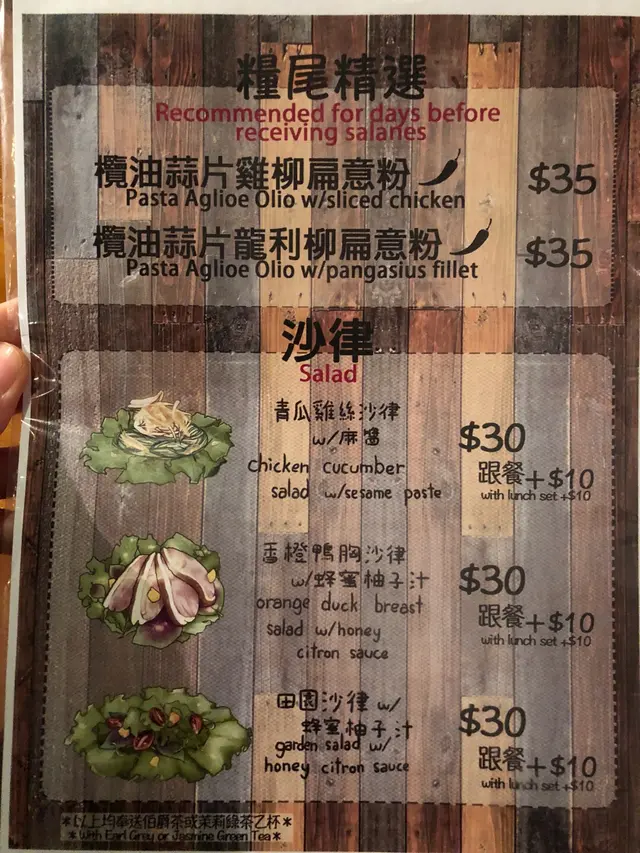 糧尾精選
Recommended for days before
receiving salaries
欖油蒜片雞柳扁意粉
$35
Pasta Aglioe Olio w/sliced chicken
欖油蒜片龍利柳扁意粉
$35
Pasta Aglioe Olio w/pangasius fillet
沙律
Salad
青瓜雞絲沙律
w/麻醬
$30
chicken cucumber
salad w/sesame paste
跟餐+$10
with lunch set +$10
香橙鴨胸沙律
w/蜂蜜柚子汁
$30
orange duck breast
salad w/honey
citron sauce
跟餐+$10
with lunch set +$10
田園沙律 w/
蜂蜜柚子汁
$30
garden salad w/
honey citron sauce
跟餐+$10
with lunch set +$10
*以上均奉送伯爵茶或茉莉綠茶乙杯*
*With Earl Grey or Jasmine Green Tea*